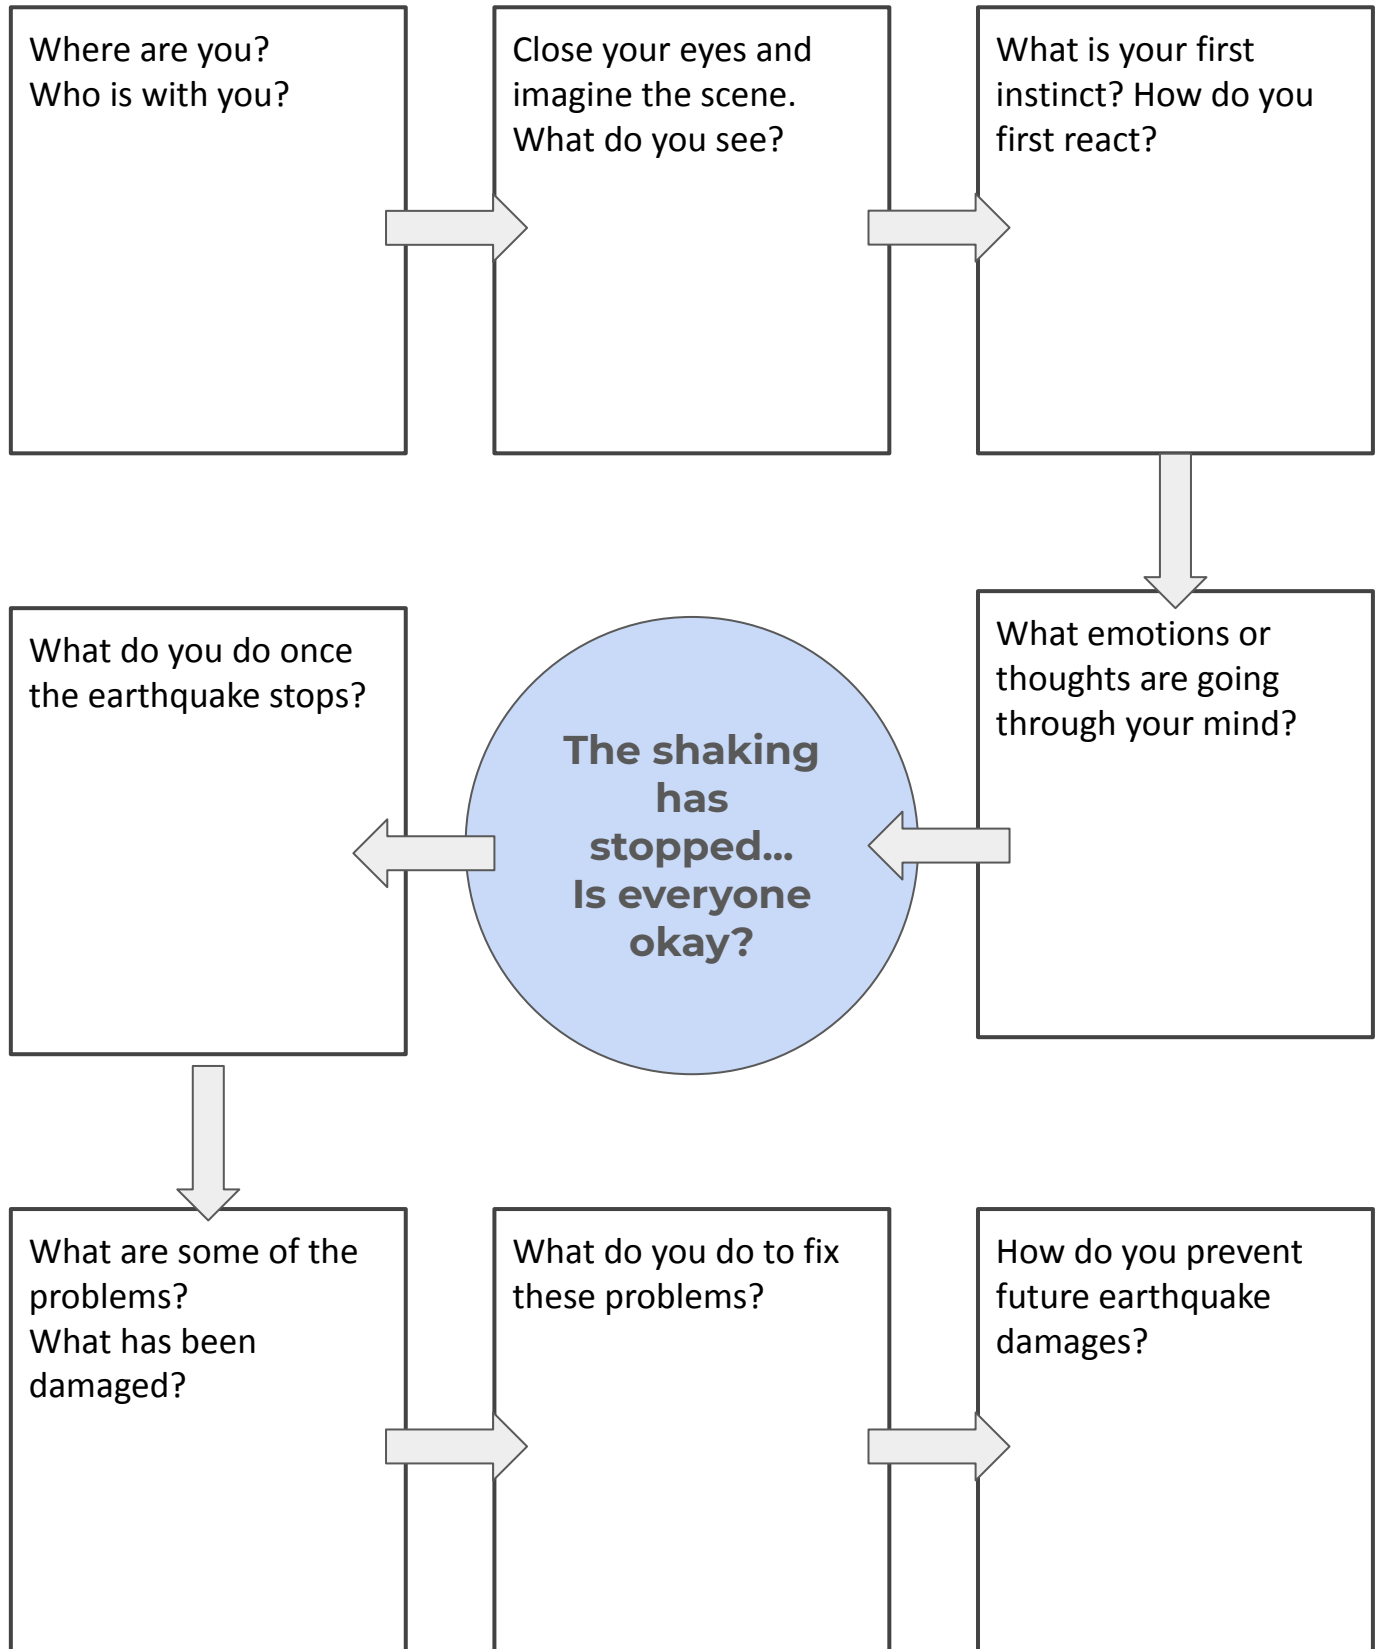 Where are you?
Who is with you?
Close your eyes and
imagine the scene.
What do you see?
What is your first
instinct? How do you
first react?
What emotions or
thoughts are going
through your mind?
The shaking
has
stopped...
Is everyone
okay?
What do you do once
the earthquake stops?
What are some of the
problems?
What has been
damaged?
What do you do to fix
these problems?
How do you prevent
future earthquake
damages?